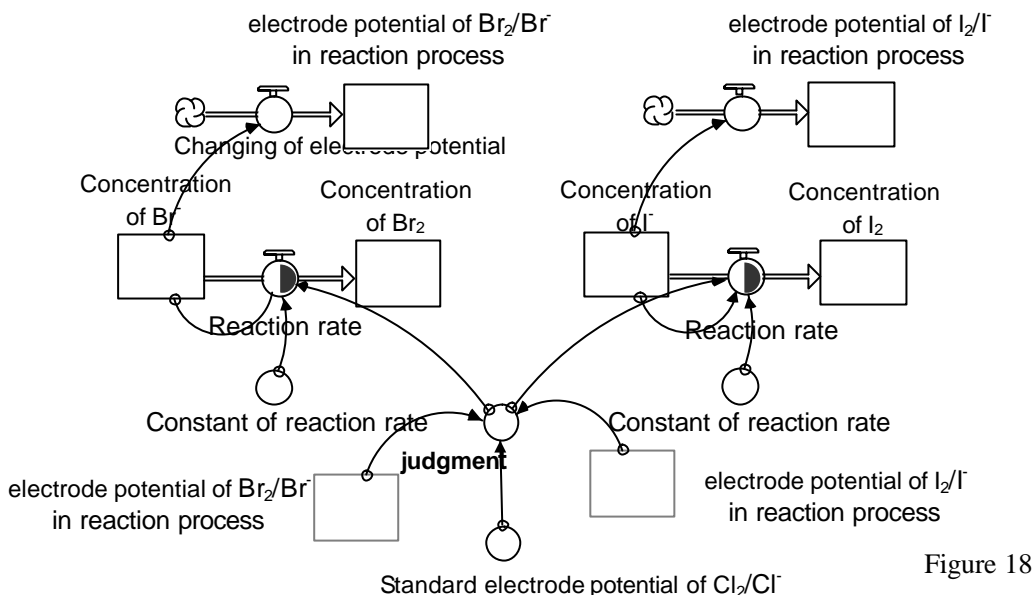 electrode potential of Br2/Br-
in reaction process
electrode potential of I2/I-
in reaction process
Changing of electrode potential
Concentration
of Br-
Concentration
of Br2
Concentration
of I-
Concentration
of I2
Reaction rate
Reaction rate
Constant of reaction rate
Constant of reaction rate
judgment
electrode potential of Br2/Br-
in reaction process
electrode potential of I2/I-
in reaction process
Standard electrode potential of Cl2/Cl-
Figure 18